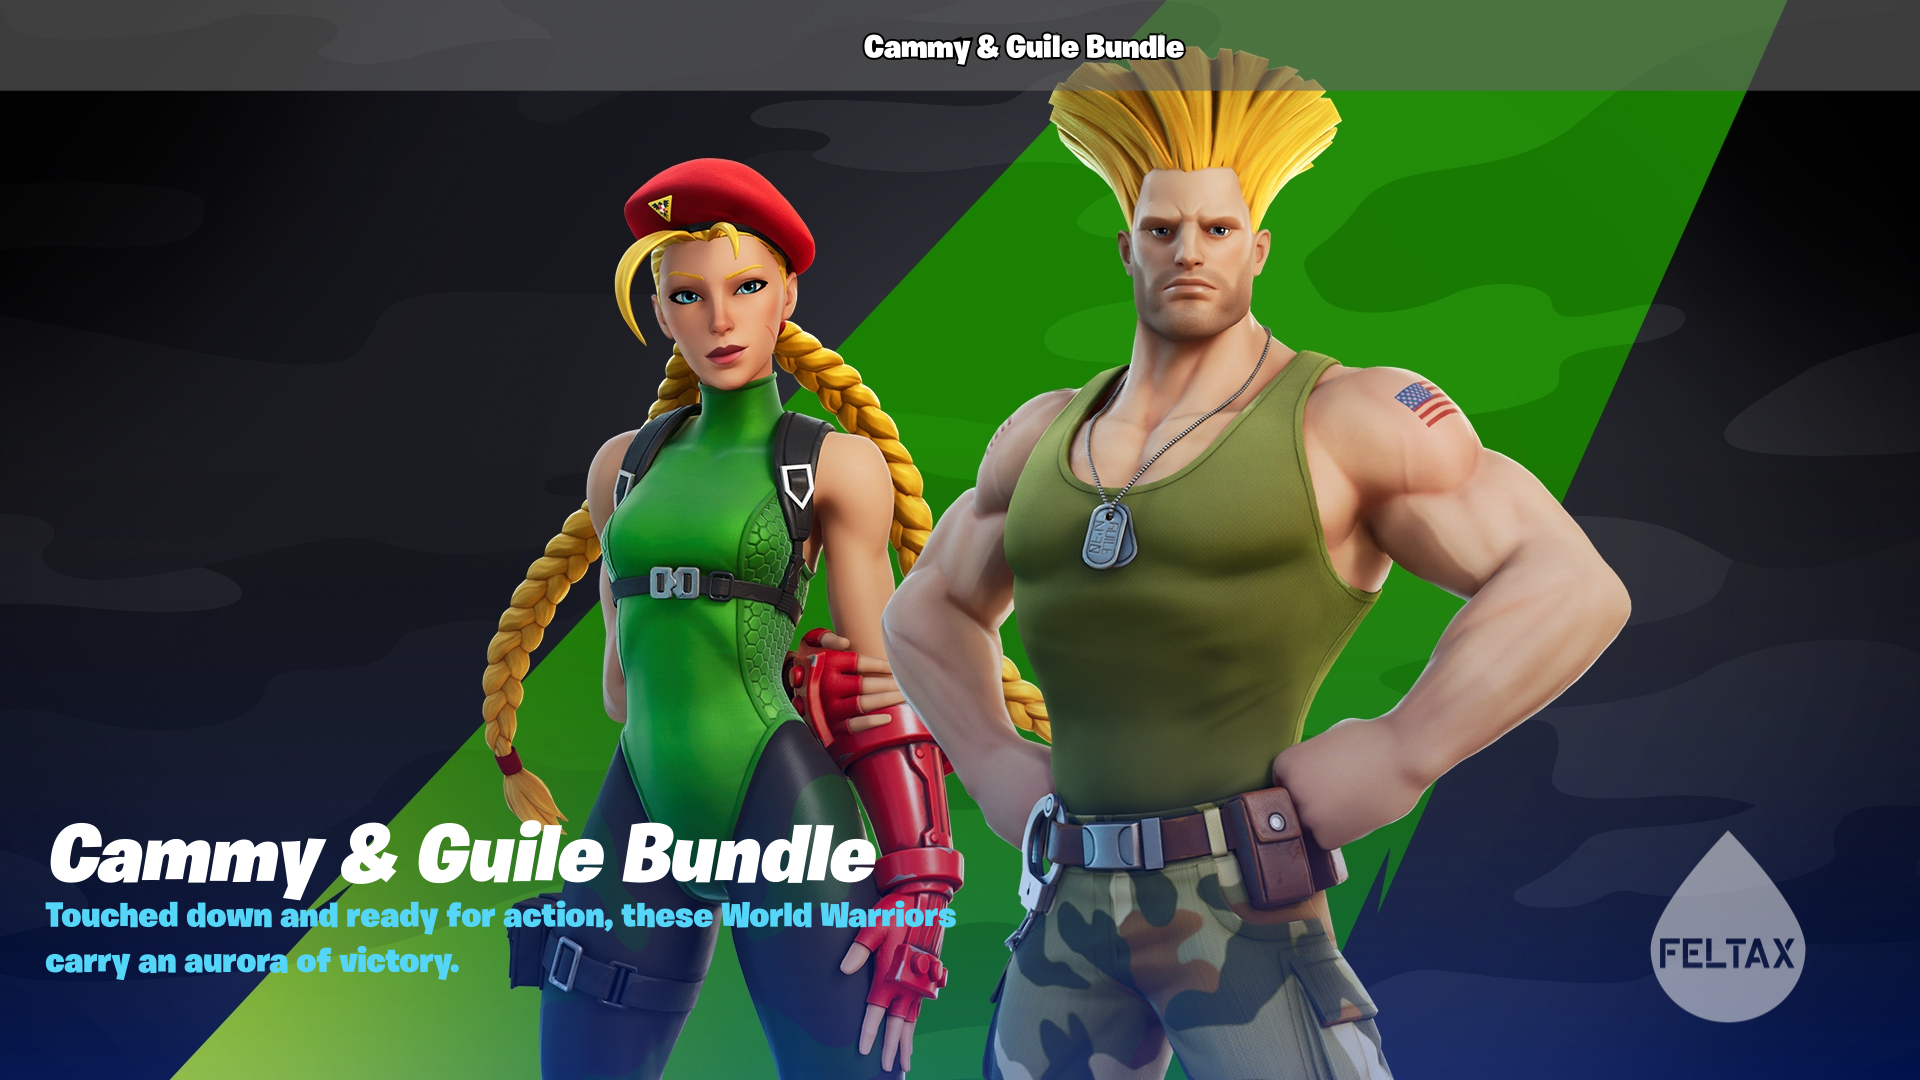 Cammy & Guile Bundle
Cammy & Guile Bundle
Touched down and ready for action, these World Warriors
carry an aurora of victory.
FELTAX